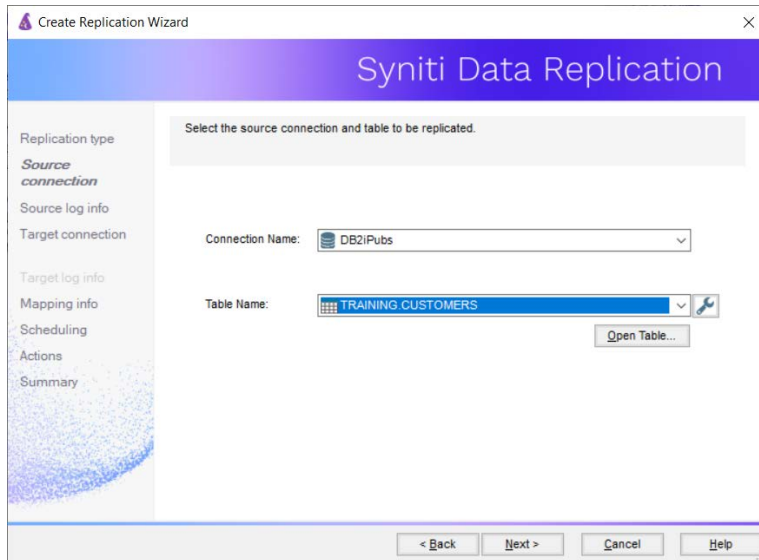 Create Replication Wizard
Syniti Data Replication
Replication type
Source
connection
Source log info
Target connection
Target log info
Mapping info
Scheduling
Actions
Summary
Select the source connection and table to be replicated.
Connection Name: DB2iPubs
Table Name: TRAINING.CUSTOMERS
Open Table...
< Back Next > Cancel Help